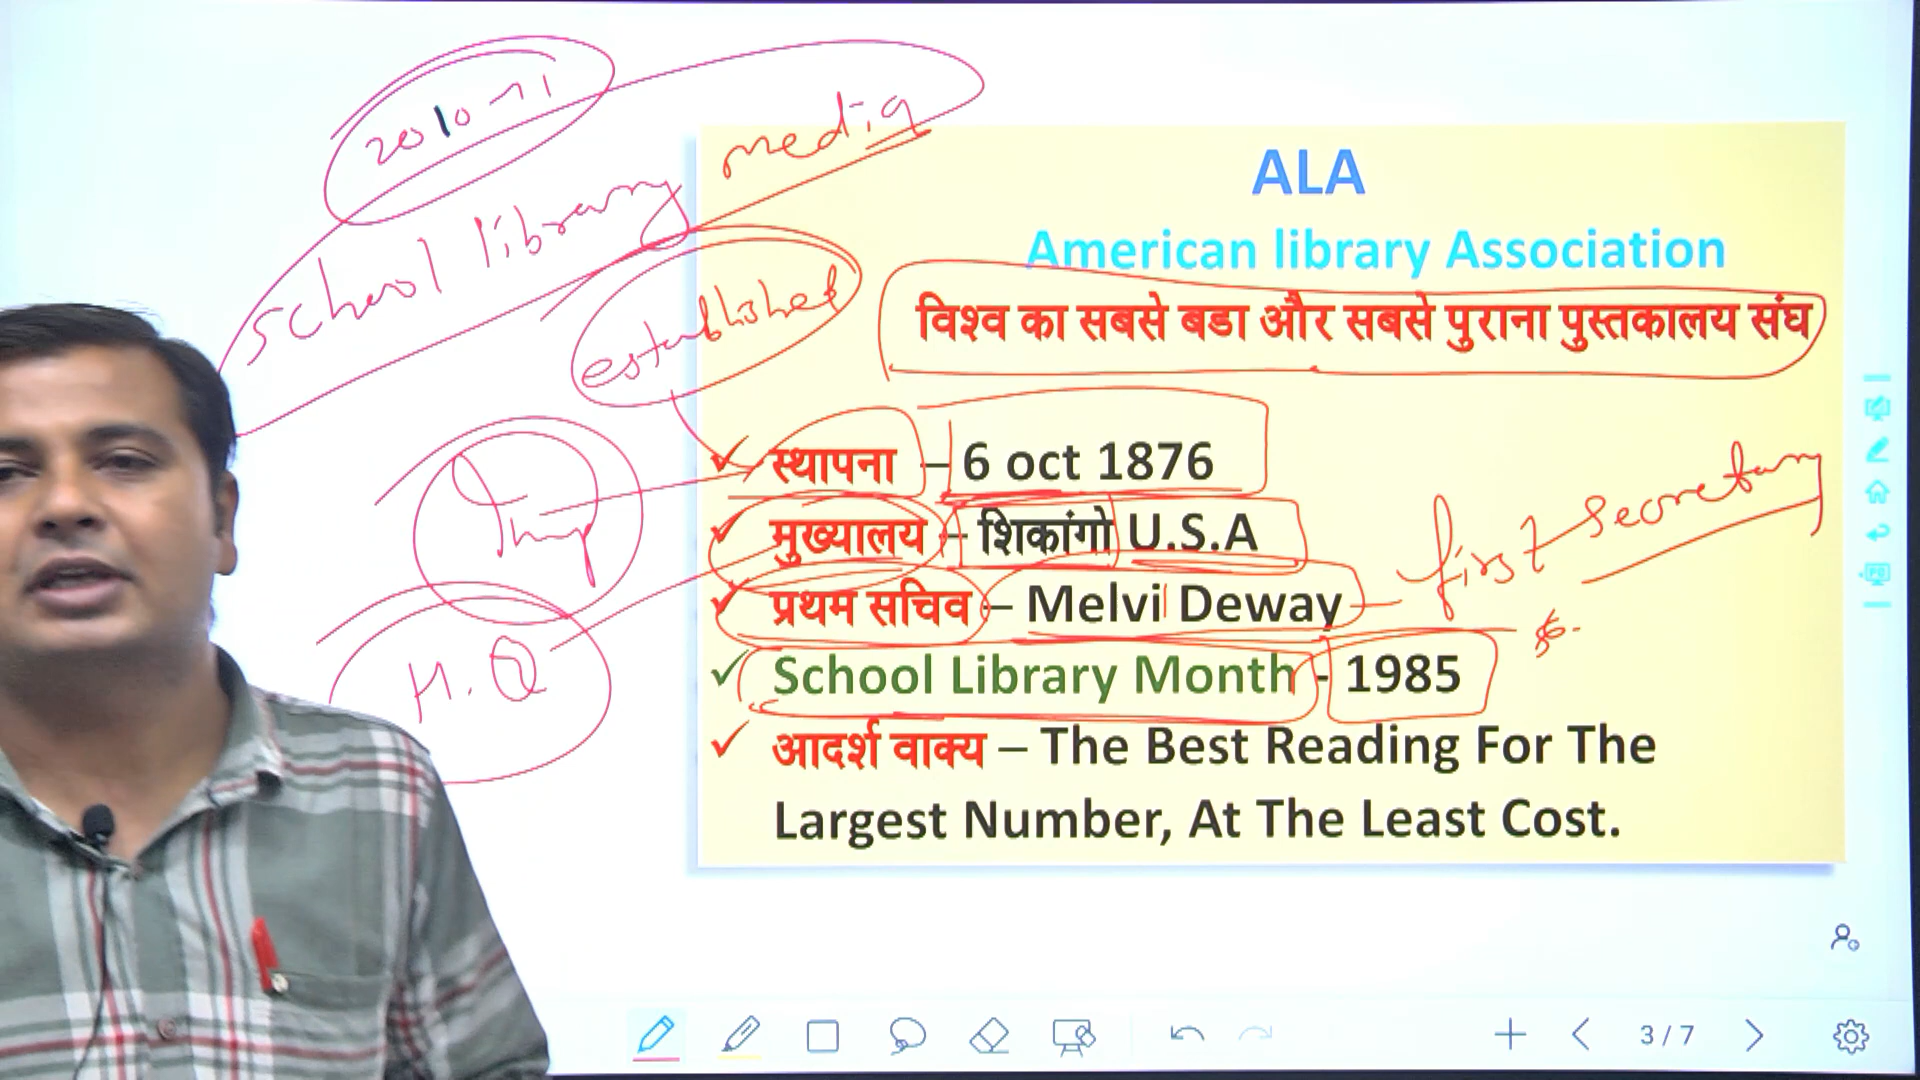 2010-11
school library media
established
Imp
H.Q
ALA
American library Association
विश्व का सबसे बडा और सबसे पुराना पुस्तकालय संघ
✓ स्थापना – 6 oct 1876
✓ मुख्यालय – शिकांगो U.S.A
✓ प्रथम सचिव – Melvil Deway – first secretary
✓ School Library Month - 1985
✓ आदर्श वाक्य – The Best Reading For The
Largest Number, At The Least Cost.
3 / 7